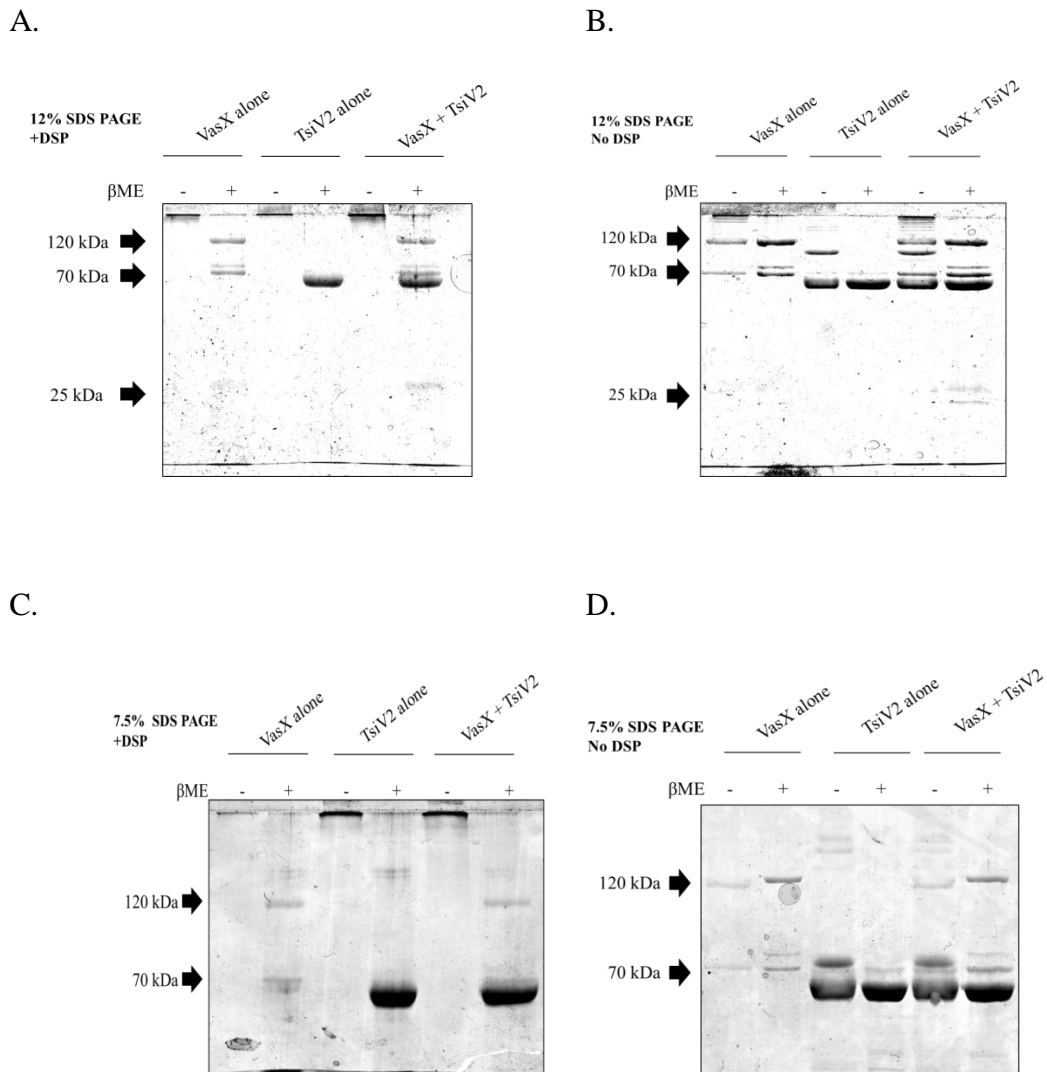 A.
12% SDS PAGE
+DSP
VasX alone
TsiV2 alone
VasX + TsiV2
βME - + - + - +
120 kDa
70 kDa
25 kDa
B.
12% SDS PAGE
No DSP
VasX alone
TsiV2 alone
VasX + TsiV2
βME - + - + - +
120 kDa
70 kDa
25 kDa
C.
7.5% SDS PAGE
+DSP
VasX alone
TsiV2 alone
VasX + TsiV2
βME - + - + - +
120 kDa
70 kDa
D.
7.5% SDS PAGE
No DSP
VasX alone
TsiV2 alone
VasX + TsiV2
βME - + - + - +
120 kDa
70 kDa